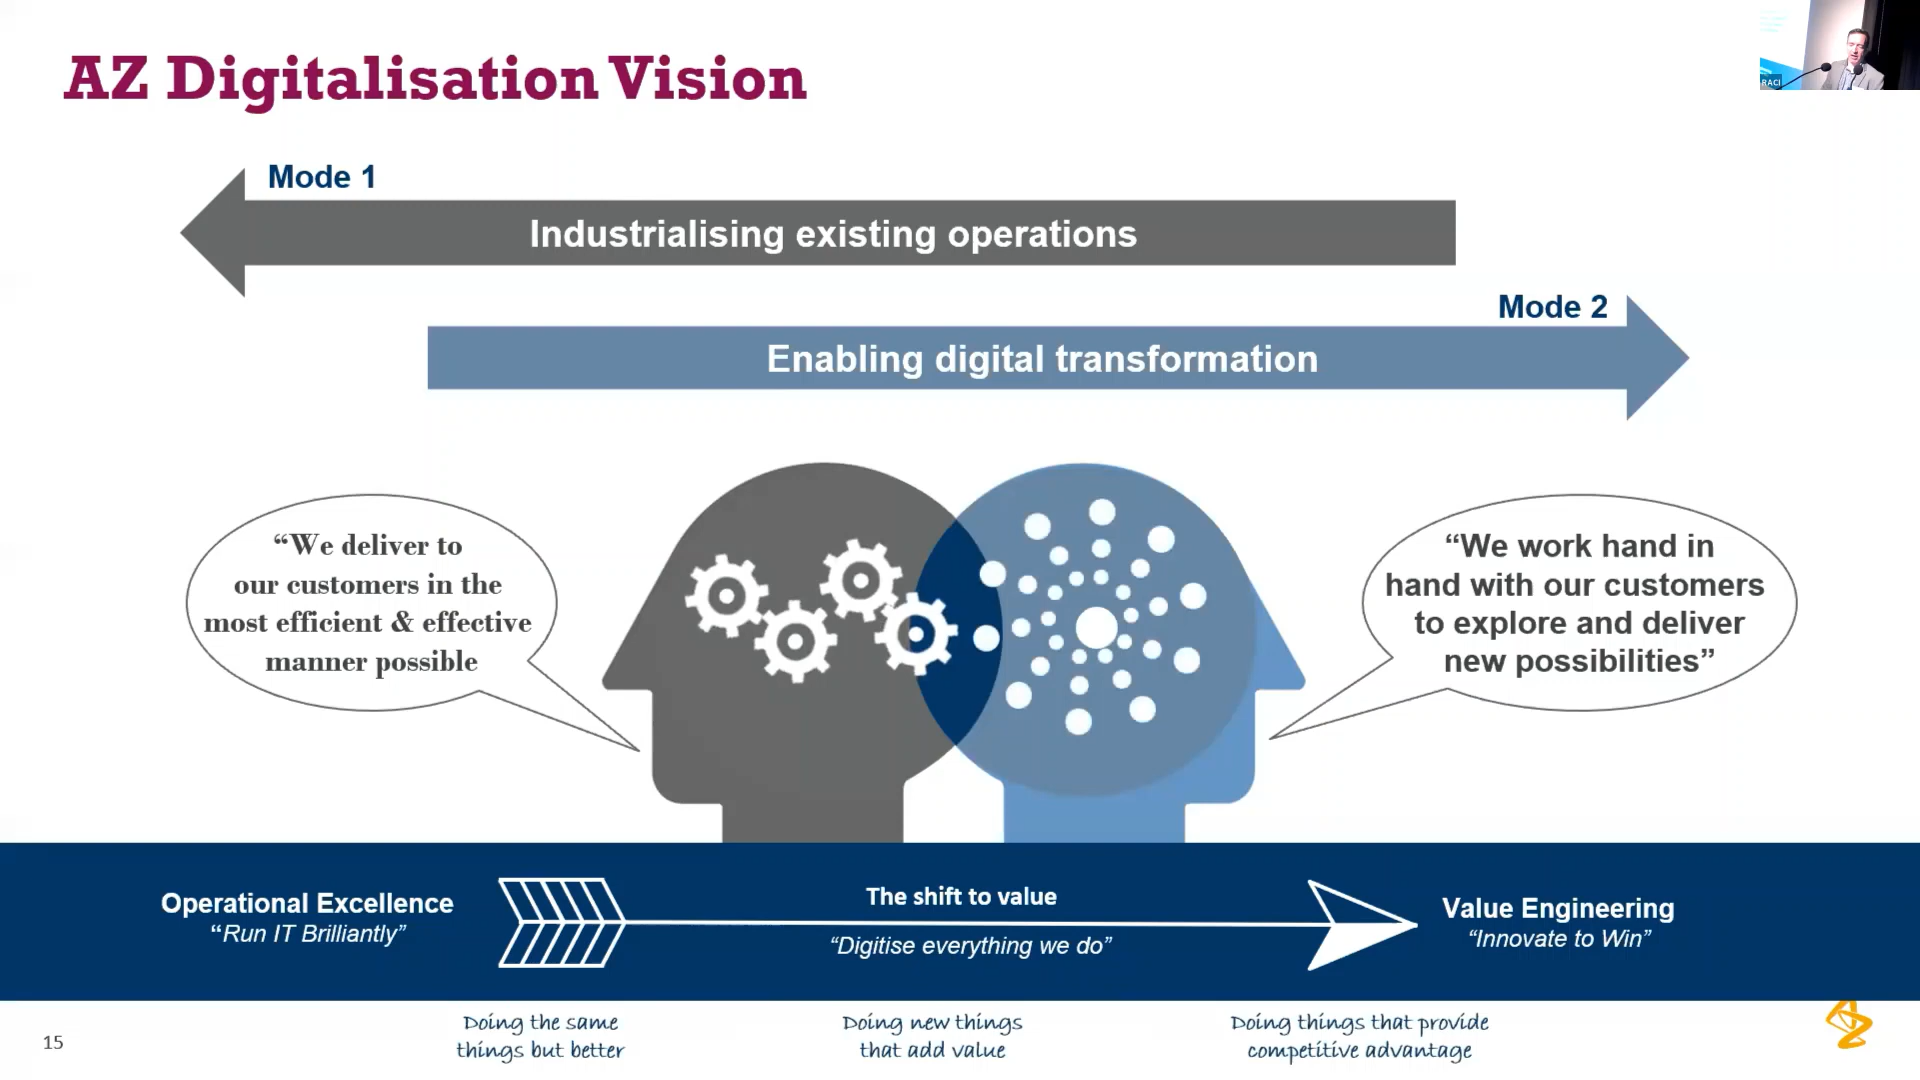 AZ Digitalisation Vision
RACI
Mode 1
Industrialising existing operations
Mode 2
Enabling digital transformation
“We deliver to
our customers in the
most efficient & effective
manner possible
“We work hand in
hand with our customers
to explore and deliver
new possibilities”
Operational Excellence
“Run IT Brilliantly”
The shift to value
“Digitise everything we do”
Value Engineering
“Innovate to Win”
Doing the same
things but better
Doing new things
that add value
Doing things that provide
competitive advantage
15